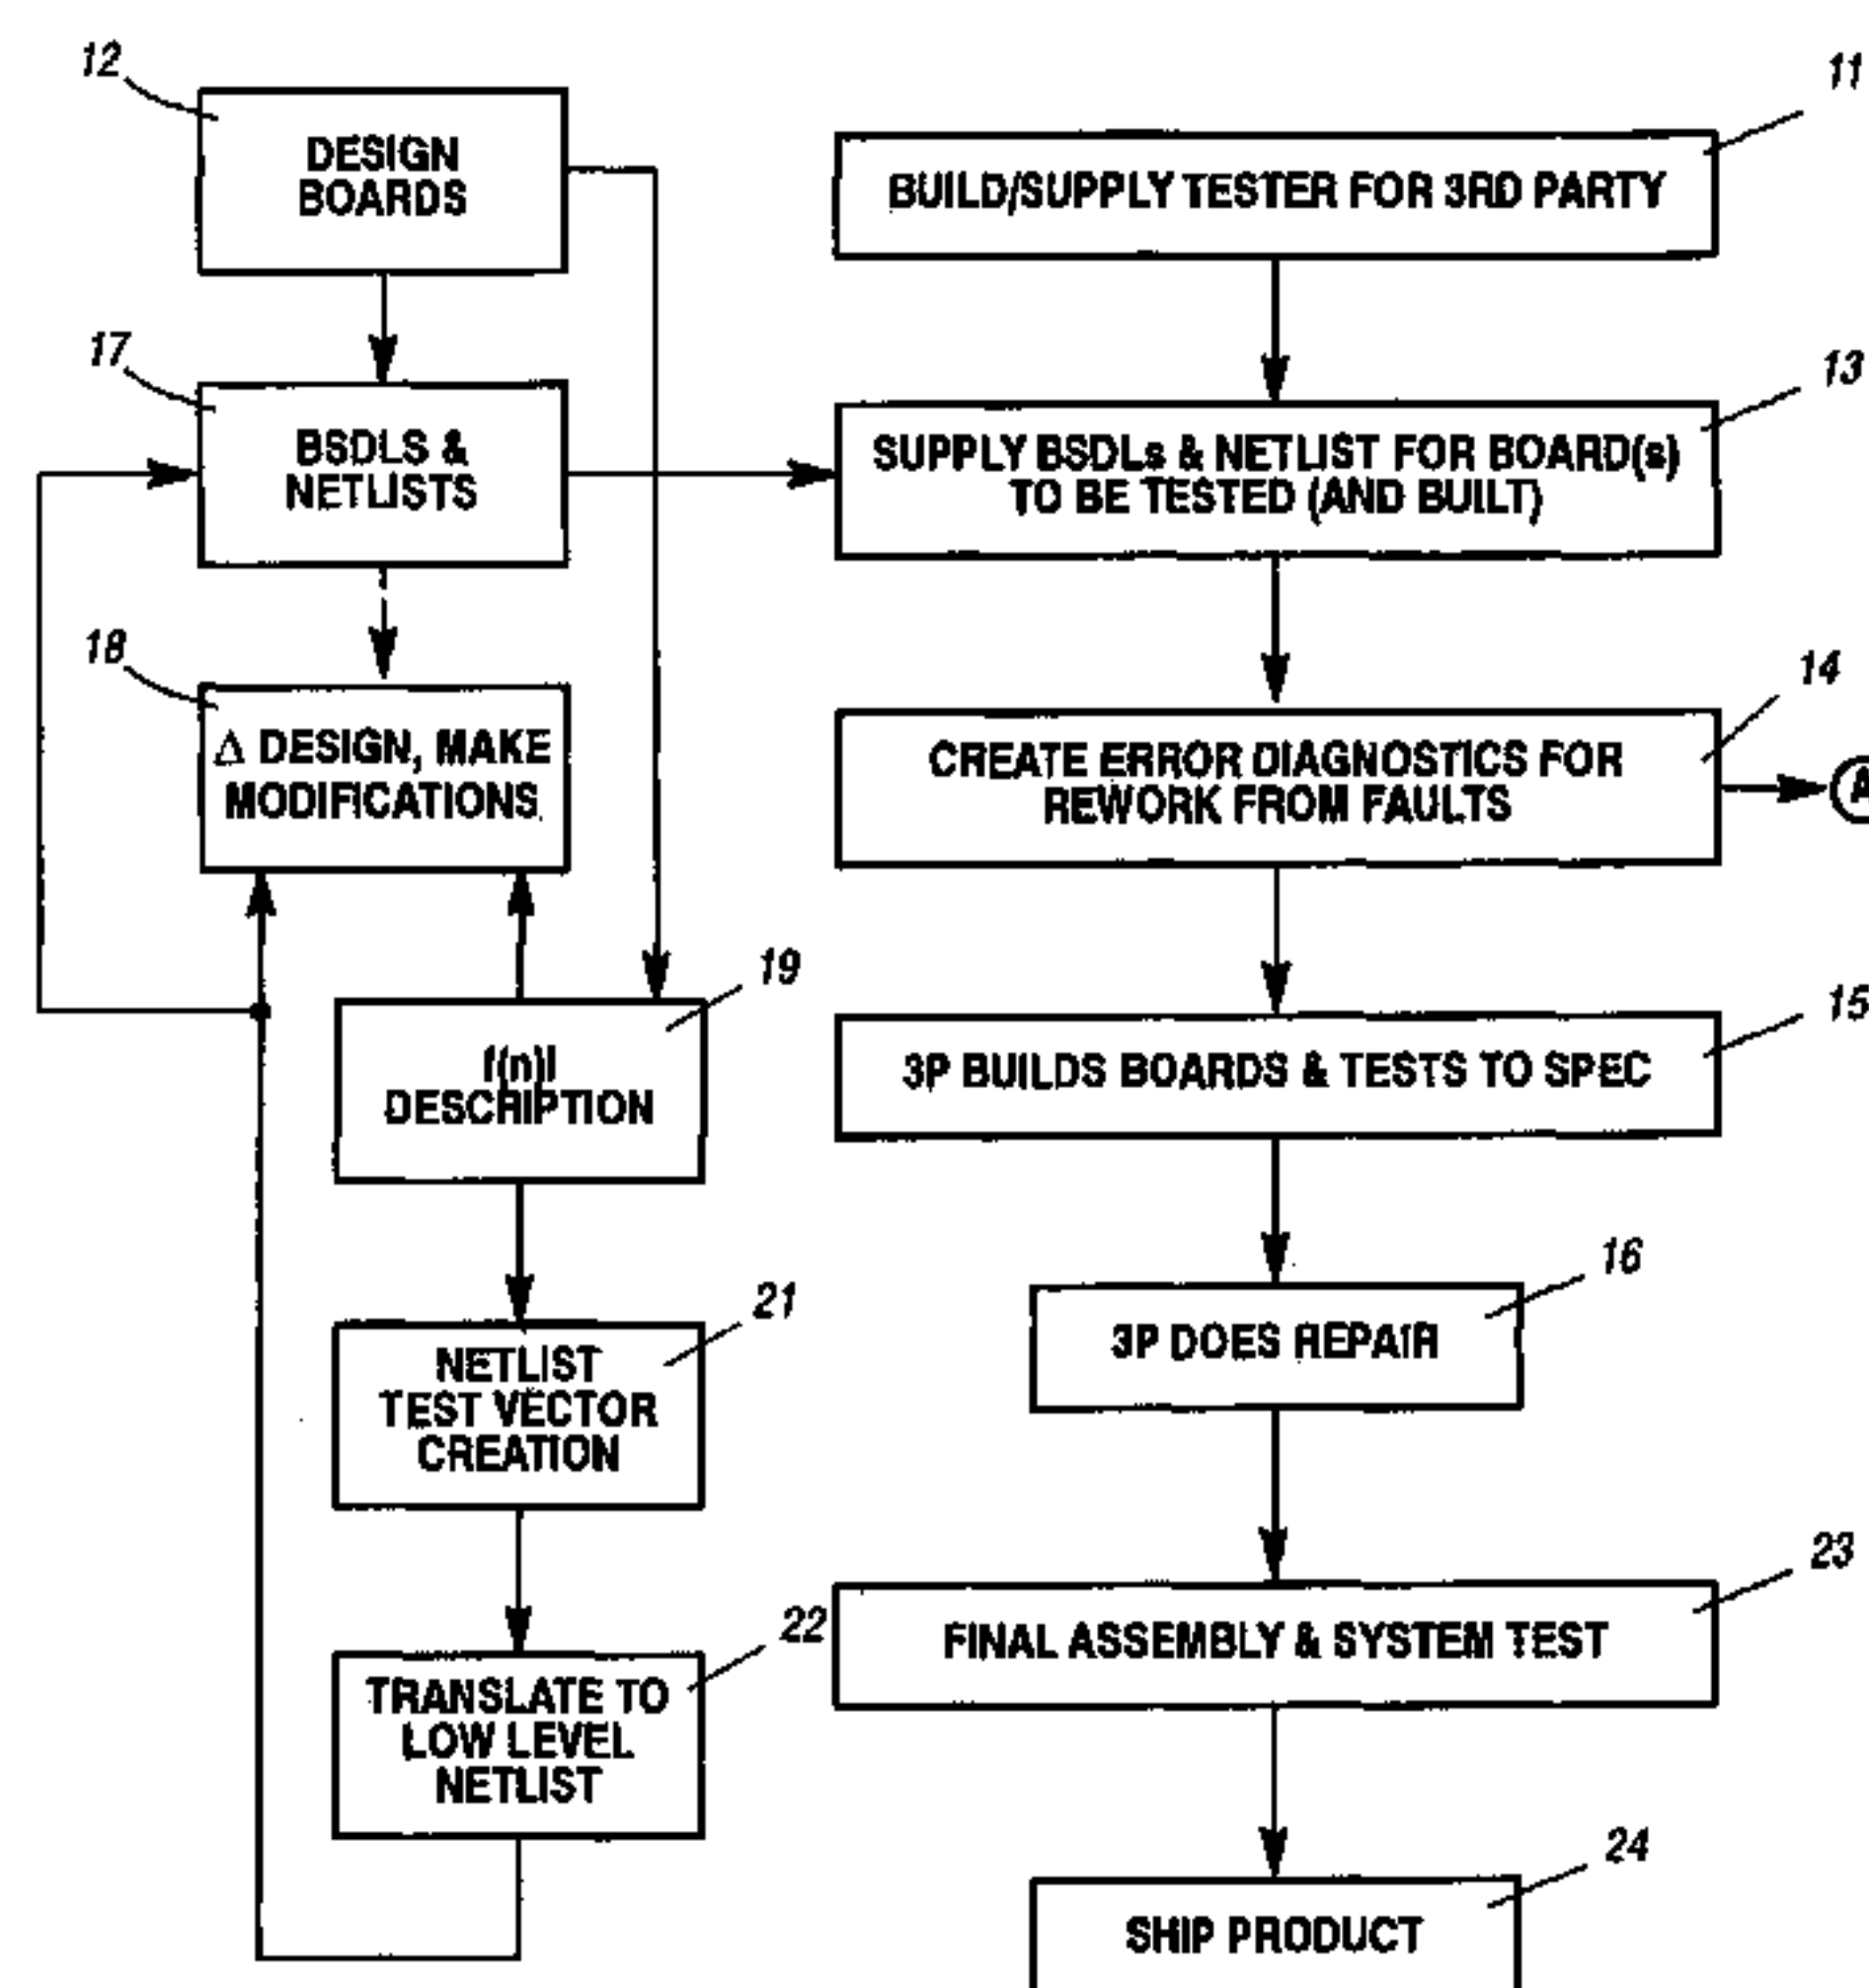 12
DESIGN
BOARDS
17
BSDLS &
NETLISTS
18
Δ DESIGN, MAKE
MODIFICATIONS
19
f(n)l
DESCRIPTION
21
NETLIST
TEST VECTOR
CREATION
22
TRANSLATE TO
LOW LEVEL
NETLIST
11
BUILD/SUPPLY TESTER FOR 3RD PARTY
13
SUPPLY BSDLs & NETLIST FOR BOARD(s)
TO BE TESTED (AND BUILT)
14
CREATE ERROR DIAGNOSTICS FOR
REWORK FROM FAULTS
A
15
3P BUILDS BOARDS & TESTS TO SPEC
16
3P DOES REPAIR
23
FINAL ASSEMBLY & SYSTEM TEST
24
SHIP PRODUCT